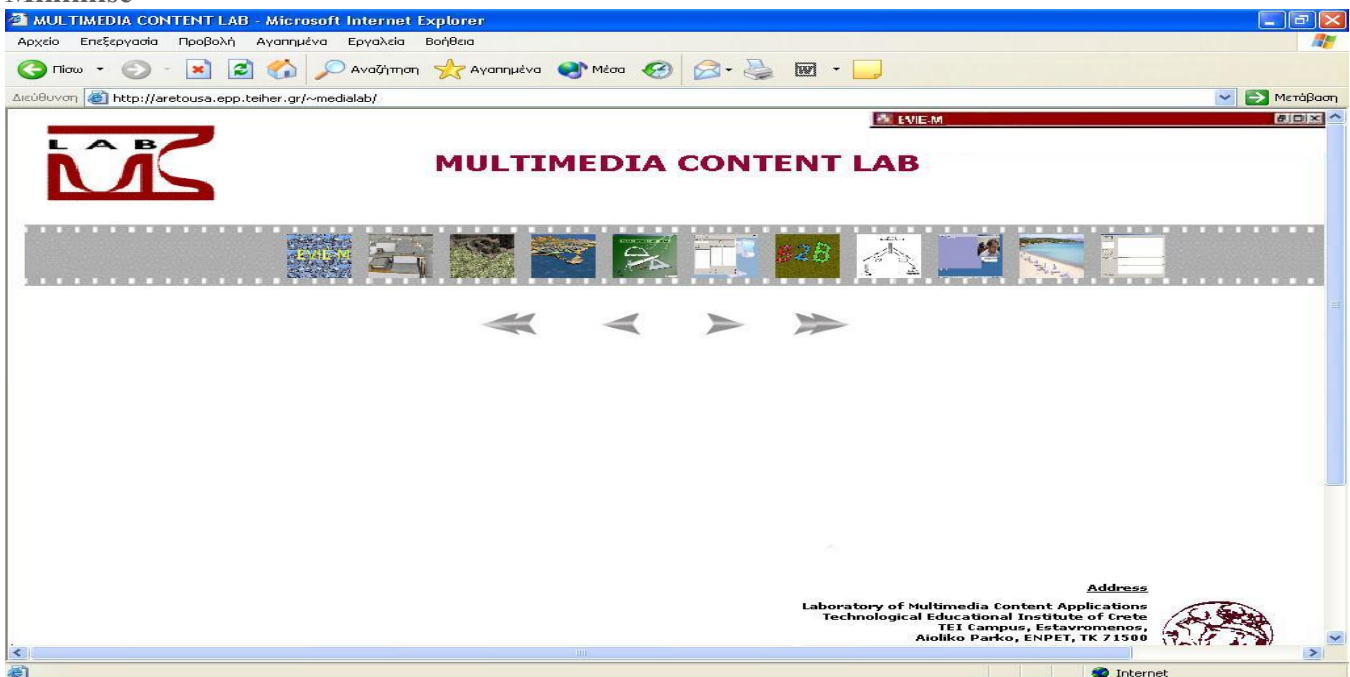 MULTIMEDIA CONTENT LAB - Microsoft Internet Explorer
Αρχείο Επεξεργασία Προβολή Αγαπημένα Εργαλεία Βοήθεια
Πίσω Αναζήτηση Αγαπημένα Μέσα
Διεύθυνση http://aretousa.epp.teiher.gr/~medialab/ Μετάβαση
EVIE-M
LAB
MULTIMEDIA CONTENT LAB
EVIE-M
S2B
Address
Laboratory of Multimedia Content Applications
Technological Educational Institute of Crete
TEI Campus, Estavromenos,
Aioliko Parko, ENPET, TK 71500
Internet